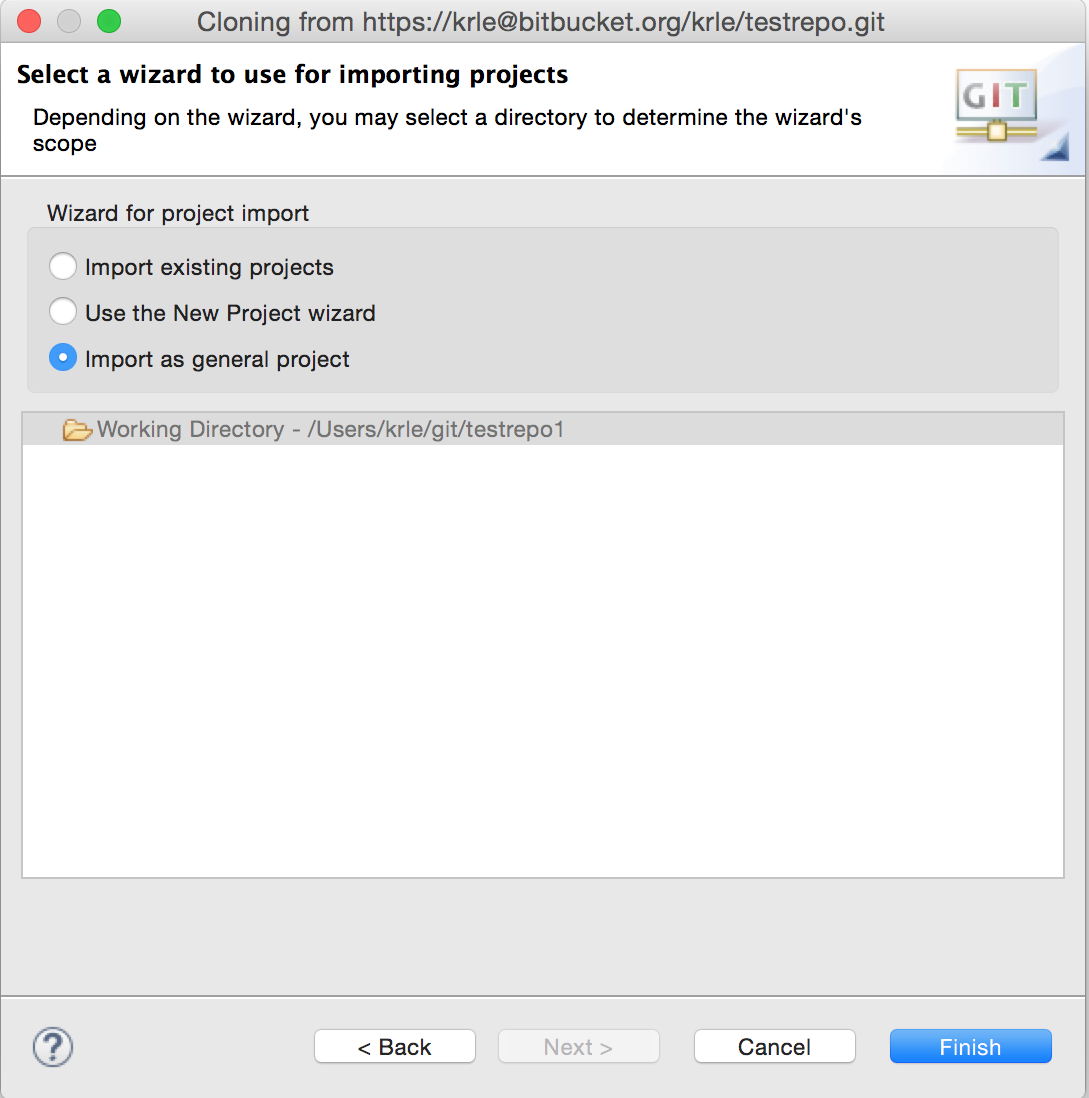 Cloning from https://krle@bitbucket.org/krle/testrepo.git
Select a wizard to use for importing projects
Depending on the wizard, you may select a directory to determine the wizard's
scope
GIT
Wizard for project import
Import existing projects
Use the New Project wizard
Import as general project
Working Directory - /Users/krle/git/testrepo1
?
< Back
Next >
Cancel
Finish